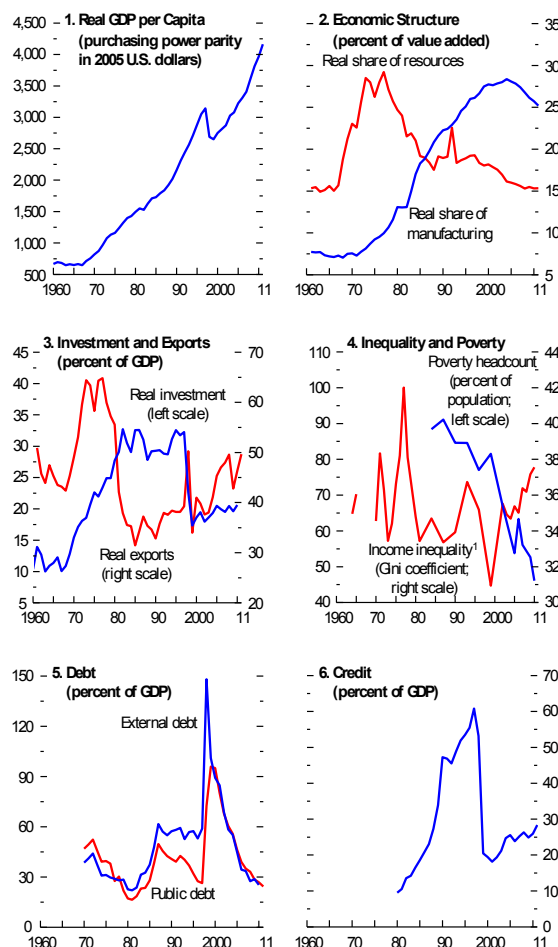 1. Real GDP per Capita
(purchasing power parity
in 2005 U.S. dollars)
4,500
4,000
3,500
3,000
2,500
2,000
1,500
1,000
500
1960 70 80 90 2000 11
2. Economic Structure
(percent of value added)
Real share of resources
Real share of
manufacturing
35
30
25
20
15
10
5
1960 70 80 90 2000 11
3. Investment and Exports
(percent of GDP)
Real investment
(left scale)
Real exports
(right scale)
45
40
35
30
25
20
15
10
5
70
60
50
40
30
20
1960 70 80 90 2000 11
4. Inequality and Poverty
Poverty headcount
(percent of
population;
left scale)
Income inequality¹
(Gini coefficient;
right scale)
110
100
90
80
70
60
50
40
44
42
40
38
36
34
32
30
1960 70 80 90 2000 11
5. Debt
(percent of GDP)
External debt
Public debt
150
120
90
60
30
0
1960 70 80 90 2000 11
6. Credit
(percent of GDP)
70
60
50
40
30
20
10
0
1960 70 80 90 2000 11